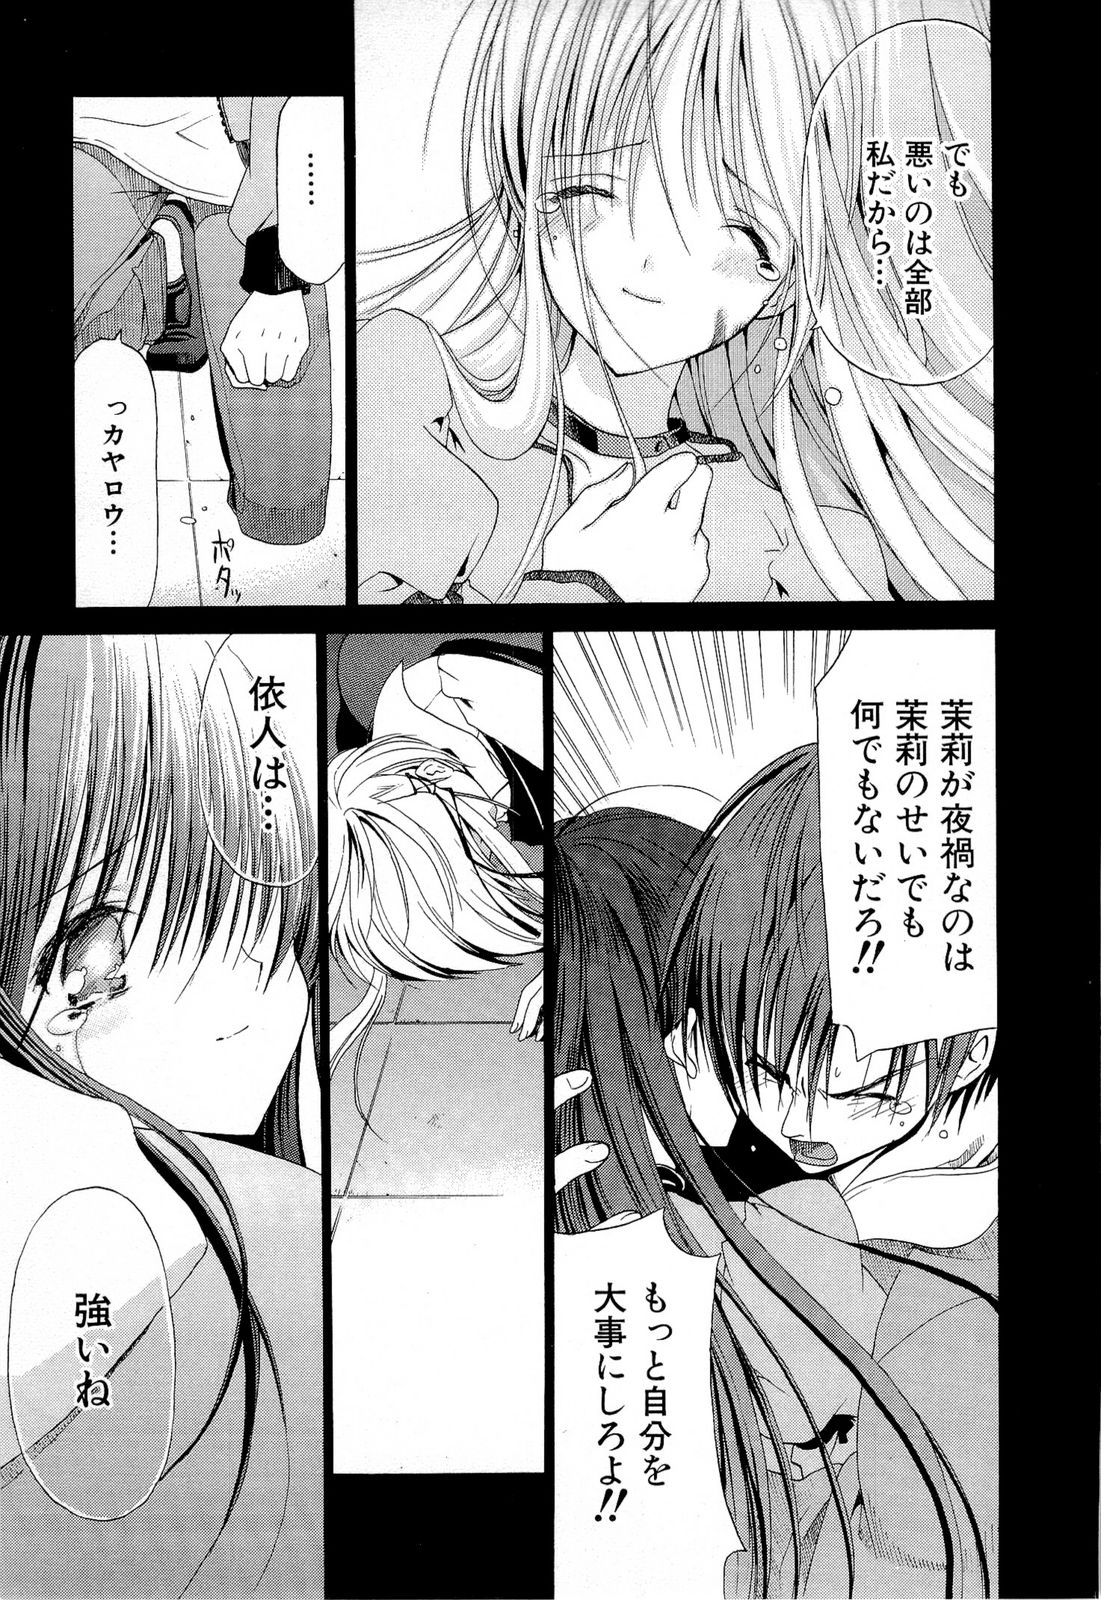 でも
悪いのは全部
私だから…
……
っカヤロウ…
ポタッ
茉莉が夜禍なのは
茉莉のせいでも
何でもないだろ!!
もっと自分を
大事にしろよ!!
依人は…
強いね